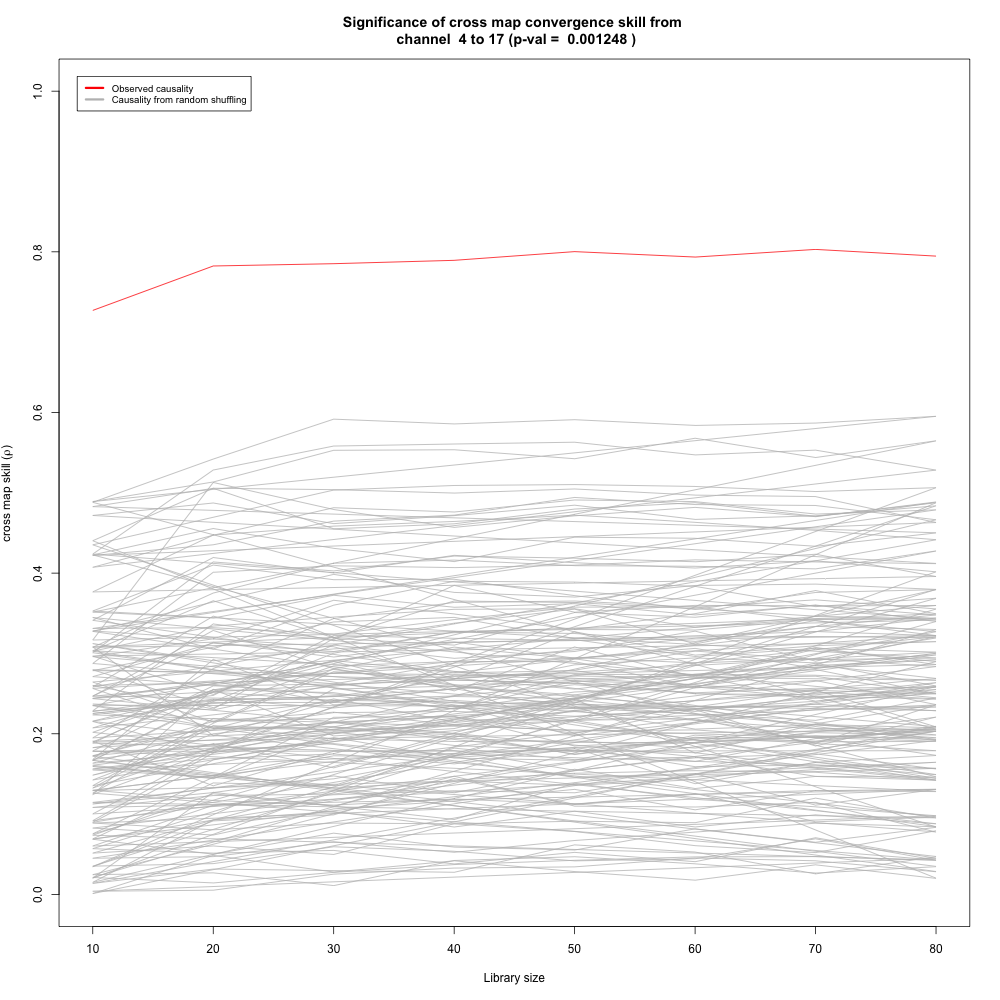 Significance of cross map convergence skill from
channel  4 to 17 (p-val =  0.001248 )
Observed causality
Causality from random shuffling
1.0
0.8
0.6
0.4
0.2
0.0
cross map skill (ρ)
10 20 30 40 50 60 70 80
Library size